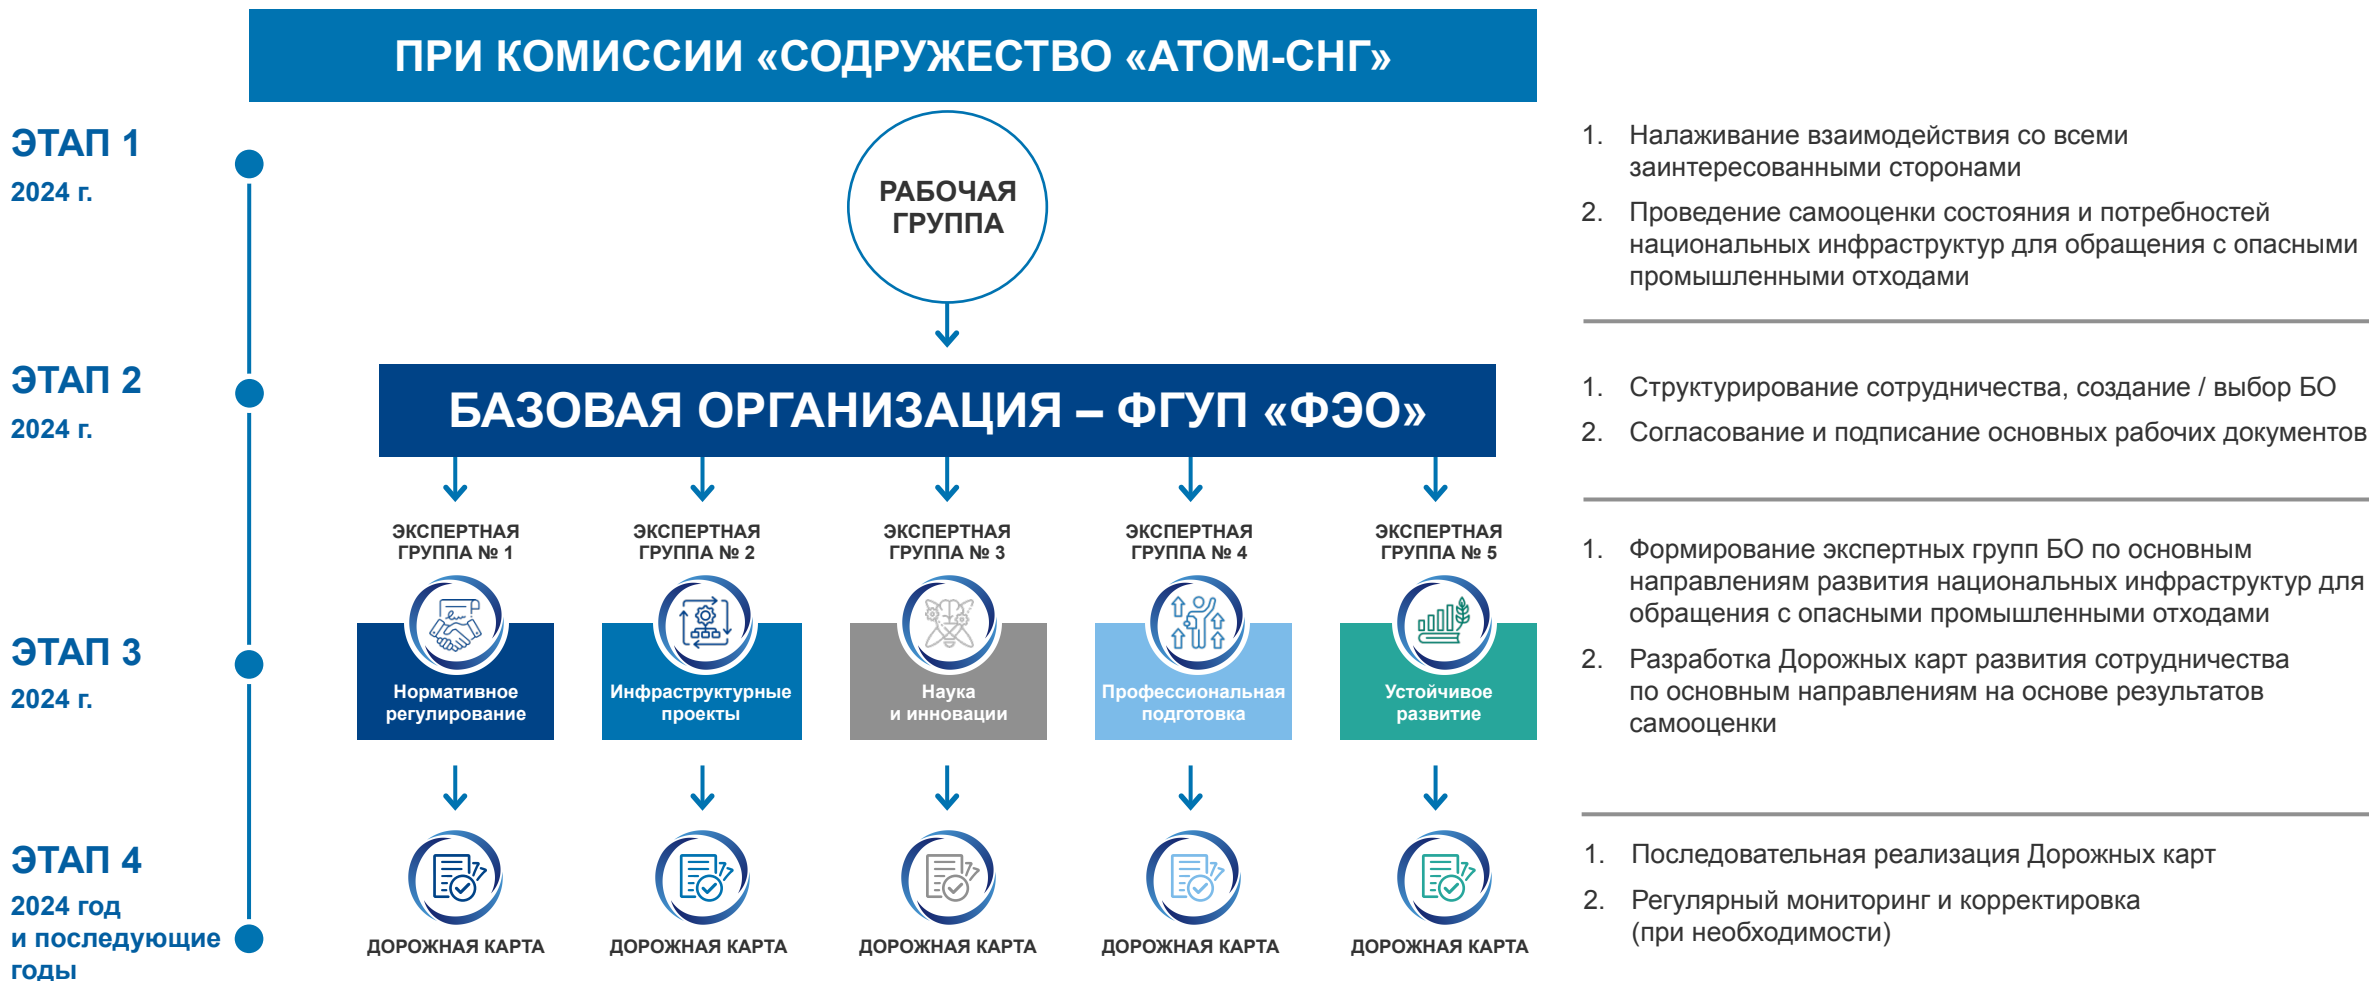 ПРИ КОМИССИИ «СОДРУЖЕСТВО «АТОМ-СНГ»
ЭТАП 1
2024 г.
РАБОЧАЯ
ГРУППА
1. Налаживание взаимодействия со всеми
заинтересованными сторонами
2. Проведение самооценки состояния и потребностей
национальных инфраструктур для обращения с опасными
промышленными отходами
ЭТАП 2
2024 г.
БАЗОВАЯ ОРГАНИЗАЦИЯ – ФГУП «ФЭО»
1. Структурирование сотрудничества, создание / выбор БО
2. Согласование и подписание основных рабочих документов
ЭТАП 3
2024 г.
ЭКСПЕРТНАЯ
ГРУППА № 1
Нормативное
регулирование
ЭКСПЕРТНАЯ
ГРУППА № 2
Инфраструктурные
проекты
ЭКСПЕРТНАЯ
ГРУППА № 3
Наука
и инновации
ЭКСПЕРТНАЯ
ГРУППА № 4
Профессиональная
подготовка
ЭКСПЕРТНАЯ
ГРУППА № 5
Устойчивое
развитие
1. Формирование экспертных групп БО по основным
направлениям развития национальных инфраструктур для
обращения с опасными промышленными отходами
2. Разработка Дорожных карт развития сотрудничества
по основным направлениям на основе результатов
самооценки
ЭТАП 4
2024 год
и последующие
годы
ДОРОЖНАЯ КАРТА
ДОРОЖНАЯ КАРТА
ДОРОЖНАЯ КАРТА
ДОРОЖНАЯ КАРТА
ДОРОЖНАЯ КАРТА
1. Последовательная реализация Дорожных карт
2. Регулярный мониторинг и корректировка
(при необходимости)